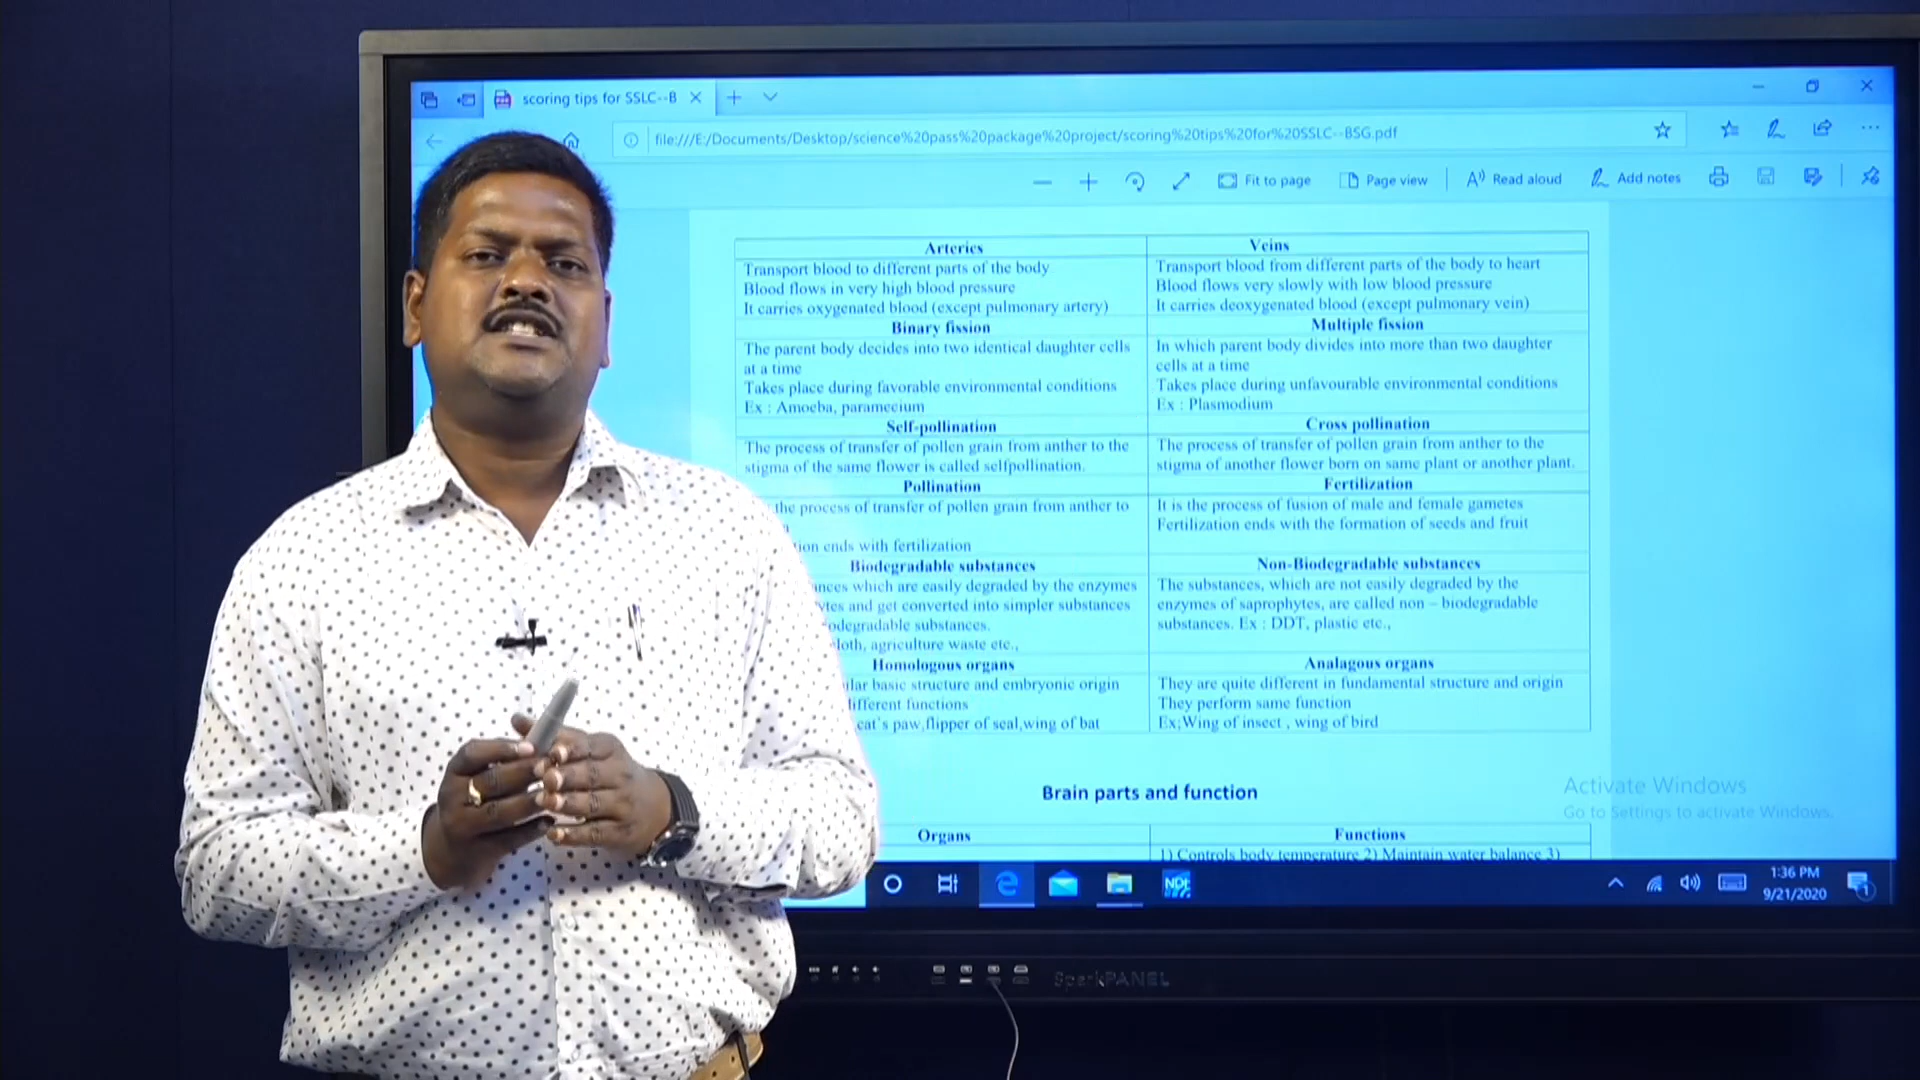 scoring tips for SSLC--B
file:///E:/Documents/Desktop/science%20pass%20package%20project/scoring%20tips%20for%20SSLC--BSG.pdf
Fit to page
Page view
Read aloud
Add notes
Arteries
Transport blood to different parts of the body
Blood flows in very high blood pressure
It carries oxygenated blood (except pulmonary artery)
Veins
Transport blood from different parts of the body to heart
Blood flows very slowly with low blood pressure
It carries deoxygenated blood (except pulmonary vein)
Binary fission
The parent body decides into two identical daughter cells
at a time
Takes place during favorable environmental conditions
Ex : Amoeba, paramecium
Multiple fission
In which parent body divides into more than two daughter
cells at a time
Takes place during unfavourable environmental conditions
Ex : Plasmodium
Self-pollination
The process of transfer of pollen grain from anther to the
stigma of the same flower is called selfpollination.
Cross pollination
The process of transfer of pollen grain from anther to the
stigma of another flower born on same plant or another plant.
Pollination
the process of transfer of pollen grain from anther to
ends with fertilization
Fertilization
It is the process of fusion of male and female gametes
Fertilization ends with the formation of seeds and fruit
Biodegradable substances
which are easily degraded by the enzymes
and get converted into simpler substances
substances.
agriculture waste etc.,
Non-Biodegradable substances
The substances, which are not easily degraded by the
enzymes of saprophytes, are called non – biodegradable
substances. Ex : DDT, plastic etc.,
Homologous organs
basic structure and embryonic origin
functions
cat's paw,flipper of seal,wing of bat
Analagous organs
They are quite different in fundamental structure and origin
They perform same function
Ex;Wing of insect , wing of bird
Brain parts and function
Organs
Functions
1) Controls body temperature 2) Maintain water balance 3)
Activate Windows
Go to Settings to activate Windows.
1:36 PM
9/21/2020
1
SparkPANEL